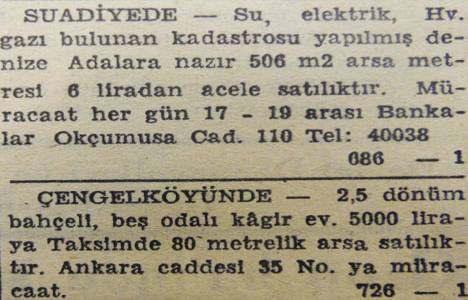 SUADİYEDE — Su, elektrik, Hv.
gazı bulunan kadastrosu yapılmış de-
nize Adalara nazır 506 m2 arsa met-
resi 6 liradan acele satılıktır. Mü-
racaat her gün 17 - 19 arası Banka-
lar Okçumusa Cad. 110 Tel: 40038
686 — 1
ÇENGELKÖYÜNDE — 2,5 dönüm
bahçeli, beş odalı kâgir ev. 5000 lira-
ya Taksimde 80 metrelik arsa satılık-
tır. Ankara caddesi 35 No. ya müra-
caat. 726 — 1